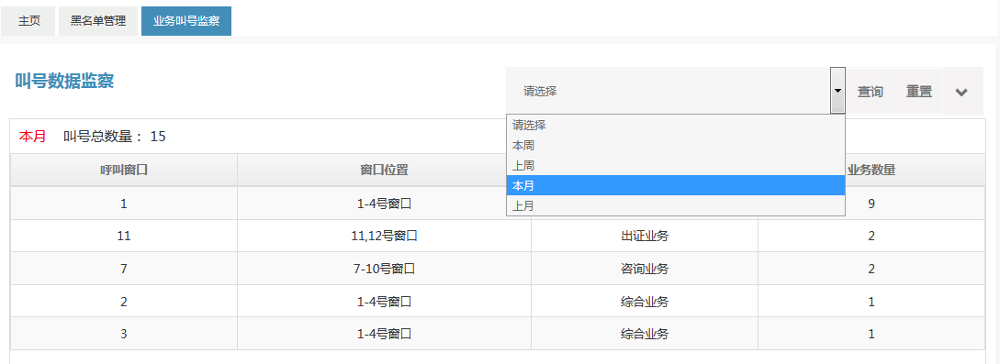 主页 黑名单管理 业务叫号监察
叫号数据监察 请选择 查询 重置
请选择
本周
上周
本月
上月
本月 叫号总数量： 15
呼叫窗口 窗口位置 业务数量
1 1-4号窗口 9
11 11,12号窗口 出证业务 2
7 7-10号窗口 咨询业务 2
2 1-4号窗口 综合业务 1
3 1-4号窗口 综合业务 1